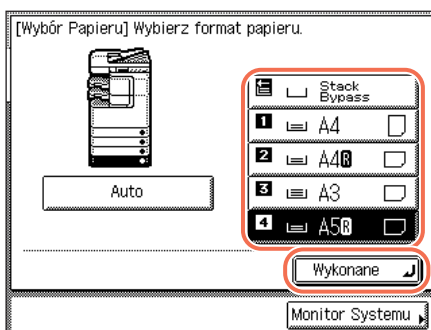 [Wybór Papieru] Wybierz format papieru.
Stack
Bypass
1 A4
2 A4R
3 A3
4 A5R
Auto
Wykonane
Monitor Systemu